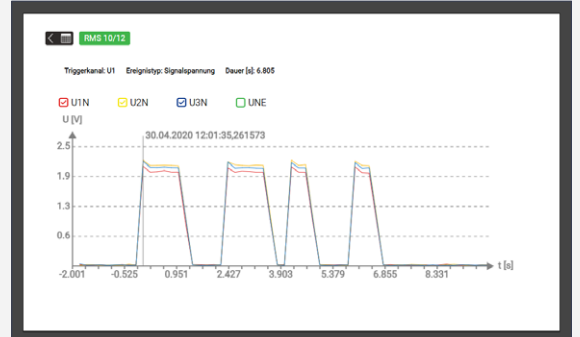 RMS 10/12
Triggerkanal: U1 Ereignistyp: Signalspannung Dauer [s]: 6.805
U1N U2N U3N UNE
U [V]
30.04.2020 12:01:35,261573
2.5
1.9
1.3
0.6
-2.001 -0.525 0.951 2.427 3.903 5.379 6.855 8.331
t [s]